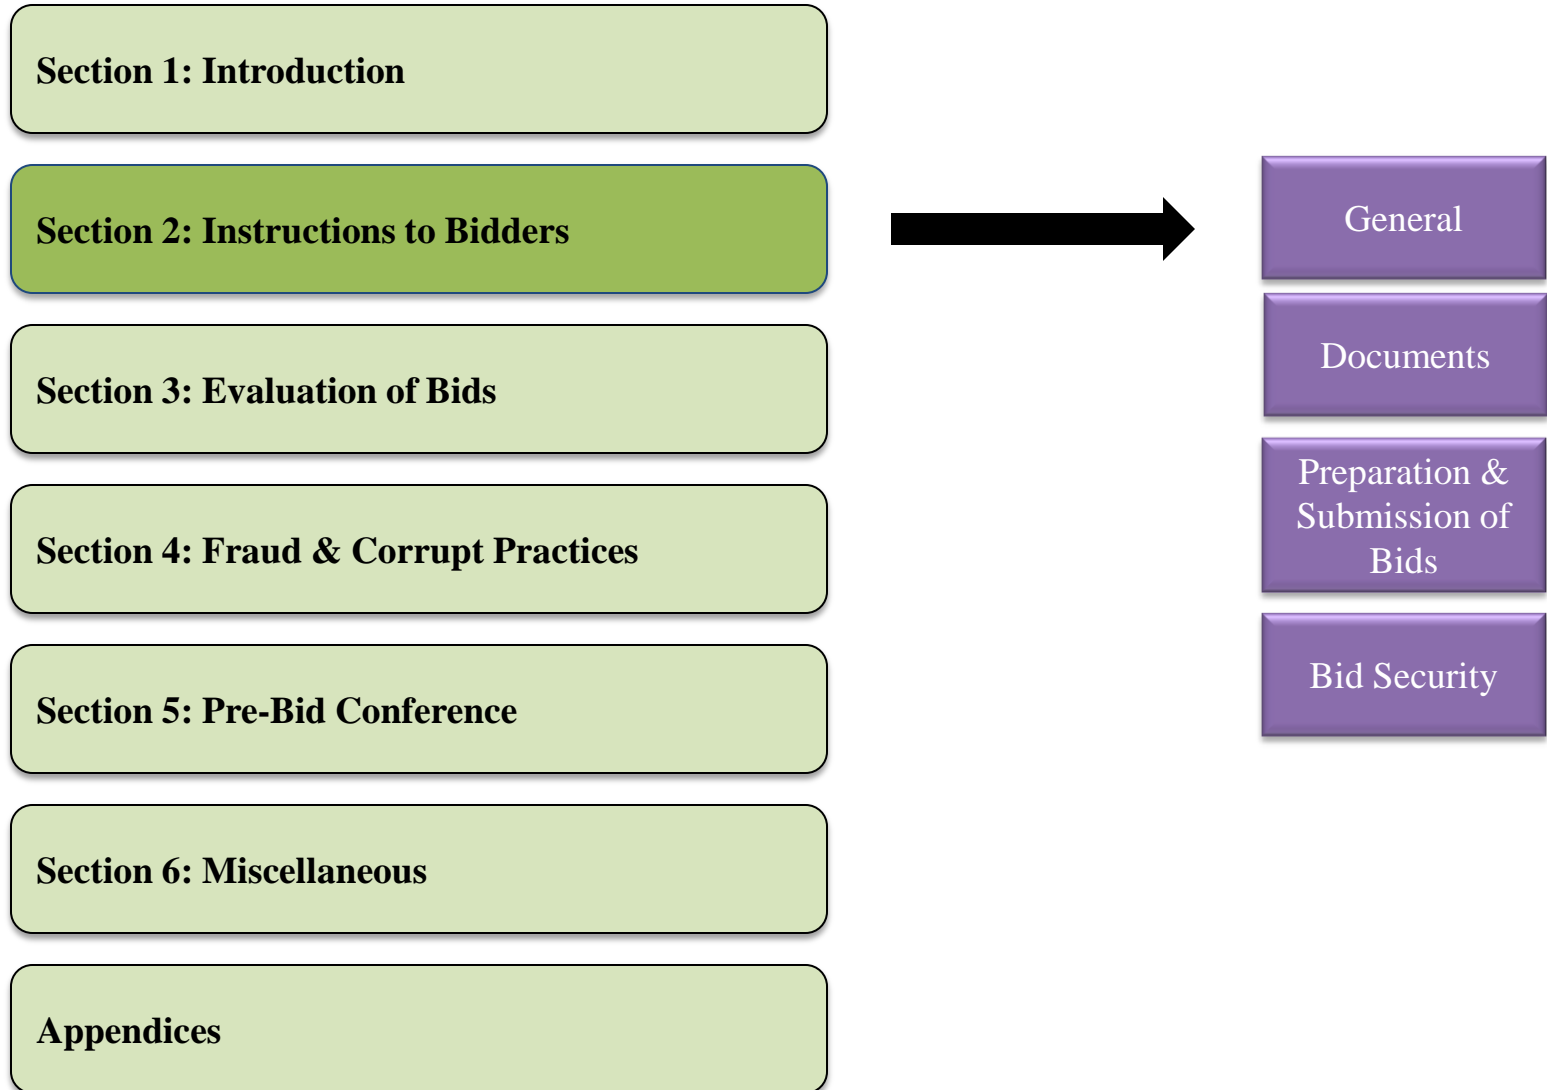 Section 1: Introduction
Section 2: Instructions to Bidders
Section 3: Evaluation of Bids
Section 4: Fraud & Corrupt Practices
Section 5: Pre-Bid Conference
Section 6: Miscellaneous
Appendices
General
Documents
Preparation &
Submission of
Bids
Bid Security